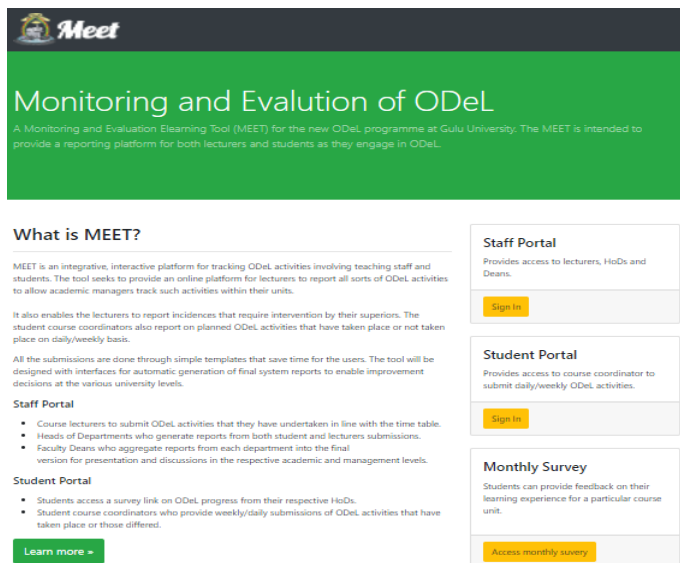 Meet
Monitoring and Evalution of ODeL
A Monitoring and Evaluation Elearning Tool (MEET) for the new ODeL programme at Gulu University. The MEET is intended to
provide a reporting platform for both lecturers and students as they engage in ODeL.
What is MEET?
MEET is an integrative, interactive platform for tracking ODeL activities involving teaching staff and
students. The tool seeks to provide an online platform for lecturers to report all sorts of ODeL activities
to allow academic managers track such activities within their units.
It also enables the lecturers to report incidences that require intervention by their superiors. The
student course coordinators also report on planned ODeL activities that have taken place or not taken
place on daily/weekly basis.
All the submissions are done through simple templates that save time for the users. The tool will be
designed with interfaces for automatic generation of final system reports to enable improvement
decisions at the various university levels.
Staff Portal
• Course lecturers to submit ODeL activities that they have undertaken in line with the time table.
• Heads of Departments who generate reports from both student and lecturers submissions.
• Faculty Deans who aggregate reports from each department into the final
version for presentation and discussions in the respective academic and management levels.
Student Portal
• Students access a survey link on ODeL progress from their respective HoDs.
• Student course coordinators who provide weekly/daily submissions of ODeL activities that have
taken place or those differed.
Learn more »
Staff Portal
Provides access to lecturers, HoDs and
Deans.
Sign In
Student Portal
Provides access to course coordinator to
submit daily/weekly ODeL activities.
Sign In
Monthly Survey
Students can provide feedback on their
learning experience for a particular course
unit.
Access monthly suvery